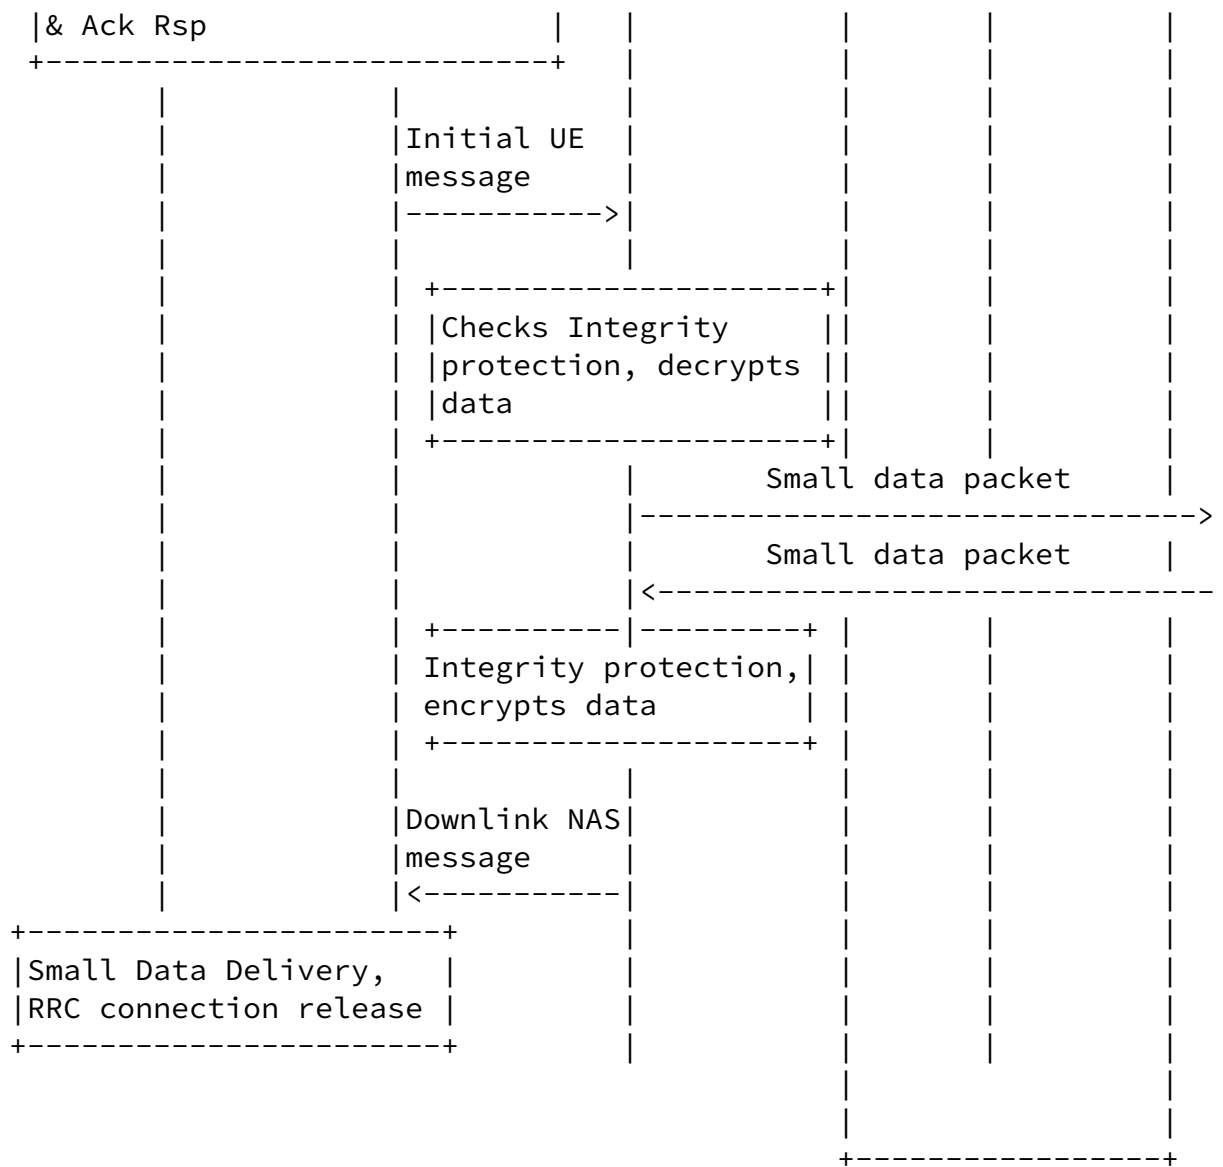 & Ack Rsp
Initial UE
message
Checks Integrity
protection, decrypts
data
Small data packet
Small data packet
Integrity protection,
encrypts data
Downlink NAS
message
Small Data Delivery,
RRC connection release